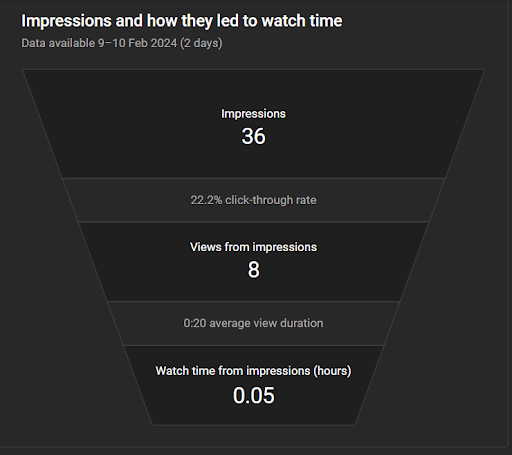 Impressions and how they led to watch time
Data available 9–10 Feb 2024 (2 days)
Impressions
36
22.2% click-through rate
Views from impressions
8
0:20 average view duration
Watch time from impressions (hours)
0.05